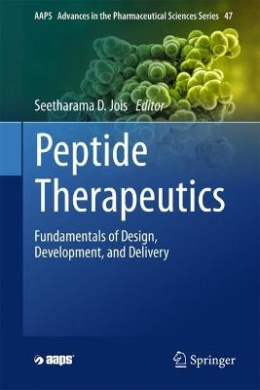 AAPS Advances in the Pharmaceutical Sciences Series 47
Seetharama D. Jois Editor
Peptide
Therapeutics
Fundamentals of Design,
Development, and Delivery
aaps
Springer